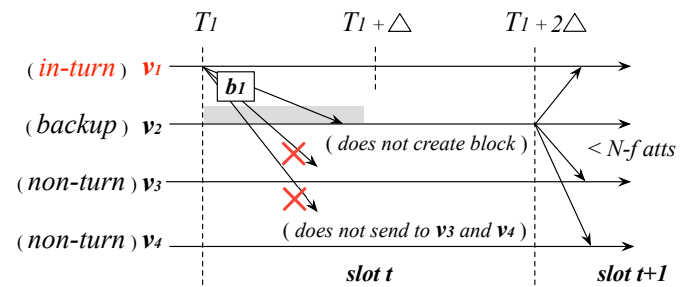 T1 T1 + △ T1 + 2△
( in-turn ) v1
b1
( backup ) v2
( does not create block )
< N-f atts
( non-turn ) v3
( does not send to v3 and v4 )
( non-turn ) v4
slot t slot t+1